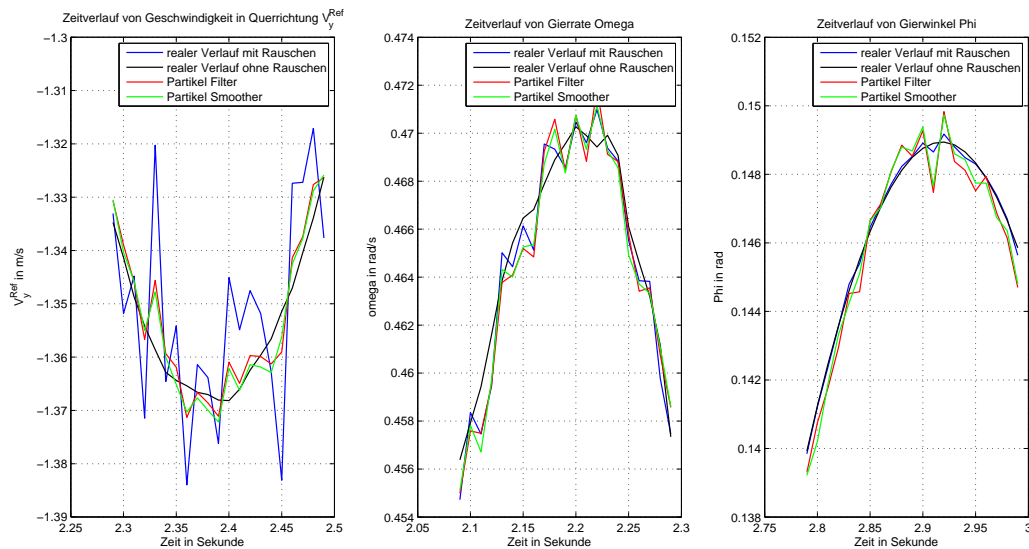 Zeitverlauf von Geschwindigkeit in Querrichtung V_y^Ref
−1.3
−1.31
−1.32
−1.33
−1.34
−1.35
−1.36
−1.37
−1.38
−1.39
V_y^Ref in m/s
realer Verlauf mit Rauschen
realer Verlauf ohne Rauschen
Partikel Filter
Partikel Smoother
2.25
2.3
2.35
2.4
2.45
2.5
Zeit in Sekunde
Zeitverlauf von Gierrate Omega
0.474
0.472
0.47
0.468
0.466
0.464
0.462
0.46
0.458
0.456
0.454
omega in rad/s
realer Verlauf mit Rauschen
realer Verlauf ohne Rauschen
Partikel Filter
Partikel Smoother
2.05
2.1
2.15
2.2
2.25
2.3
Zeit in Sekunde
Zeitverlauf von Gierwinkel Phi
0.152
0.15
0.148
0.146
0.144
0.142
0.14
0.138
Phi in rad
realer Verlauf mit Rauschen
realer Verlauf ohne Rauschen
Partikel Filter
Partikel Smoother
2.75
2.8
2.85
2.9
2.95
3
Zeit in Sekunde